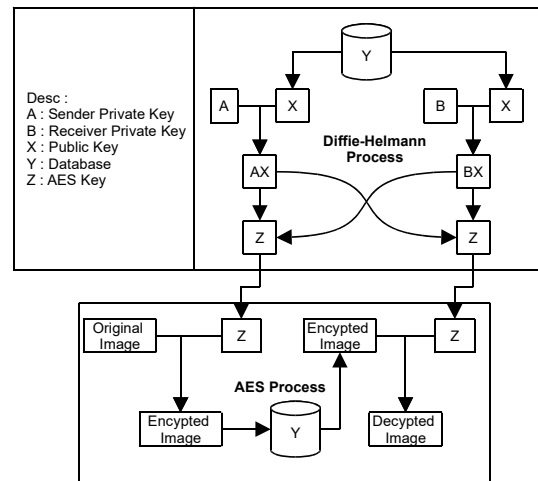 Desc :
A : Sender Private Key
B : Receiver Private Key
X : Public Key
Y : Database
Z : AES Key
Y
A
X
B
X
Diffie-Helmann
Process
AX
BX
Z
Z
Original
Image
Z
Encypted
Image
Z
AES Process
Encypted
Image
Y
Decypted
Image